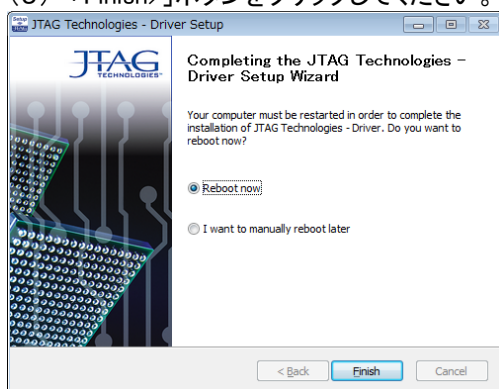 ボタンをクリックしてください。
JTAG Technologies - Driver Setup
JTAG
TECHNOLOGIES®
Completing the JTAG Technologies -
Driver Setup Wizard
Your computer must be restarted in order to complete the
installation of JTAG Technologies - Driver. Do you want to
reboot now?
Reboot now
I want to manually reboot later
< Back
Finish
Cancel